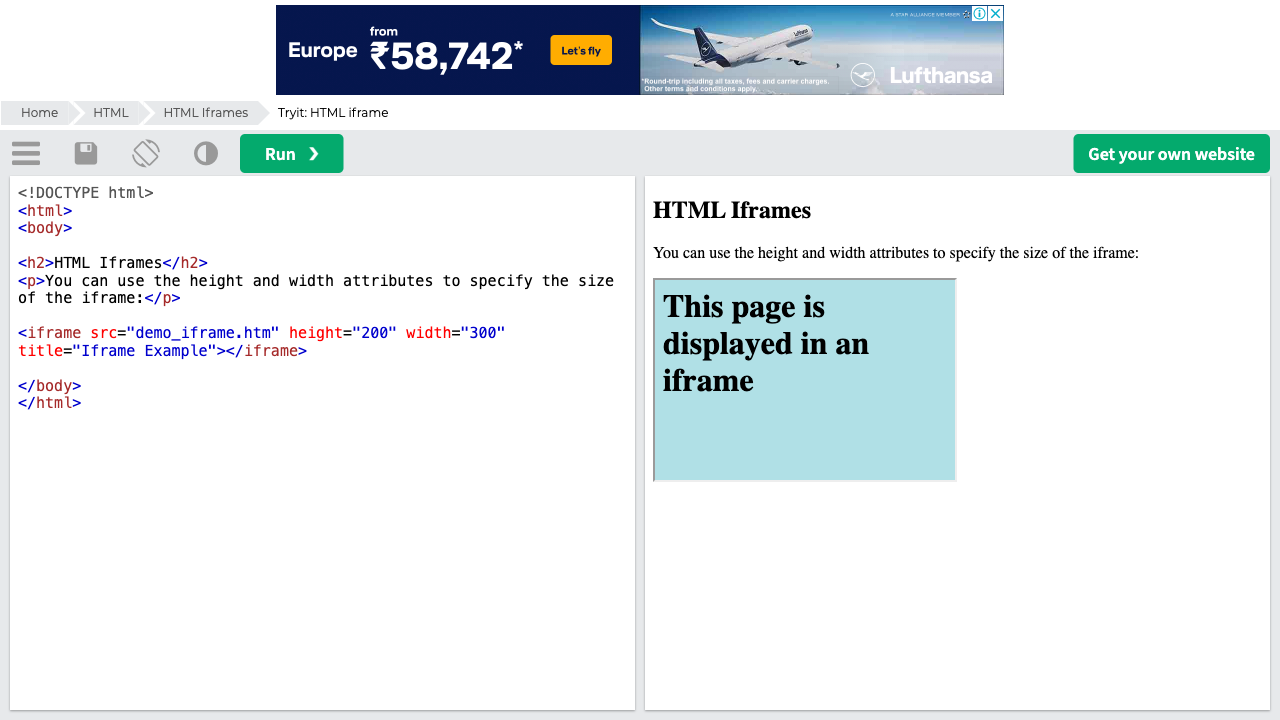 Europe
from
₹58,742*
Let's fly
A STAR ALLIANCE MEMBER
Lufthansa
*Round-trip including all taxes, fees and carrier charges.
Other terms and conditions apply.
Home
HTML
HTML Iframes
Tryit: HTML iframe
Run ❯
Get your own website
<!DOCTYPE html>
<html>
<body>
<h2>HTML Iframes</h2>
<p>You can use the height and width attributes to specify the size
of the iframe:</p>
<iframe src="demo_iframe.htm" height="200" width="300"
title="Iframe Example"></iframe>
</body>
</html>
HTML Iframes
You can use the height and width attributes to specify the size of the iframe:
This page is
displayed in an
iframe